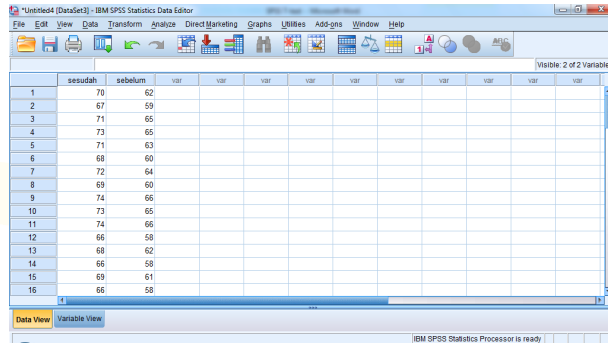 *Untitled4 [DataSet3] - IBM SPSS Statistics Data Editor
File Edit View Data Transform Analyze Direct Marketing Graphs Utilities Add-ons Window Help
Visible: 2 of 2 Variable
sesudah sebelum var var var var var var var var
1 70 62
2 67 59
3 71 65
4 73 65
5 71 63
6 68 60
7 72 64
8 69 60
9 74 66
10 73 65
11 74 66
12 66 58
13 68 62
14 66 58
15 69 61
16 66 58
Data View Variable View
IBM SPSS Statistics Processor is ready